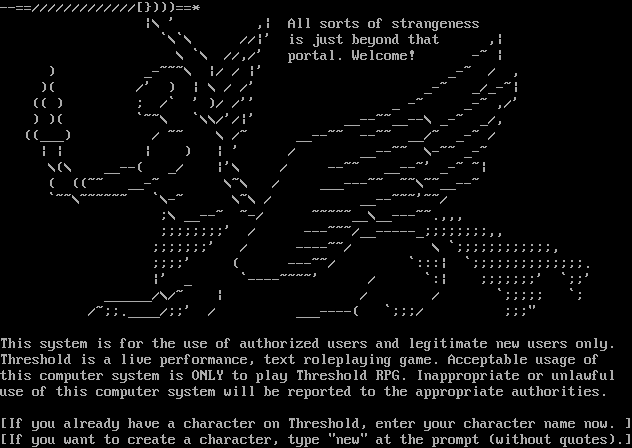 All sorts of strangeness
is just beyond that
portal. Welcome!
This system is for the use of authorized users and legitimate new users only.
Threshold is a live performance, text roleplaying game. Acceptable usage of
this computer system is ONLY to play Threshold RPG. Inappropriate or unlawful
use of this computer system will be reported to the appropriate authorities.
[If you already have a character on Threshold, enter your character name now. ]
[If you want to create a character, type "new" at the prompt (without quotes).]